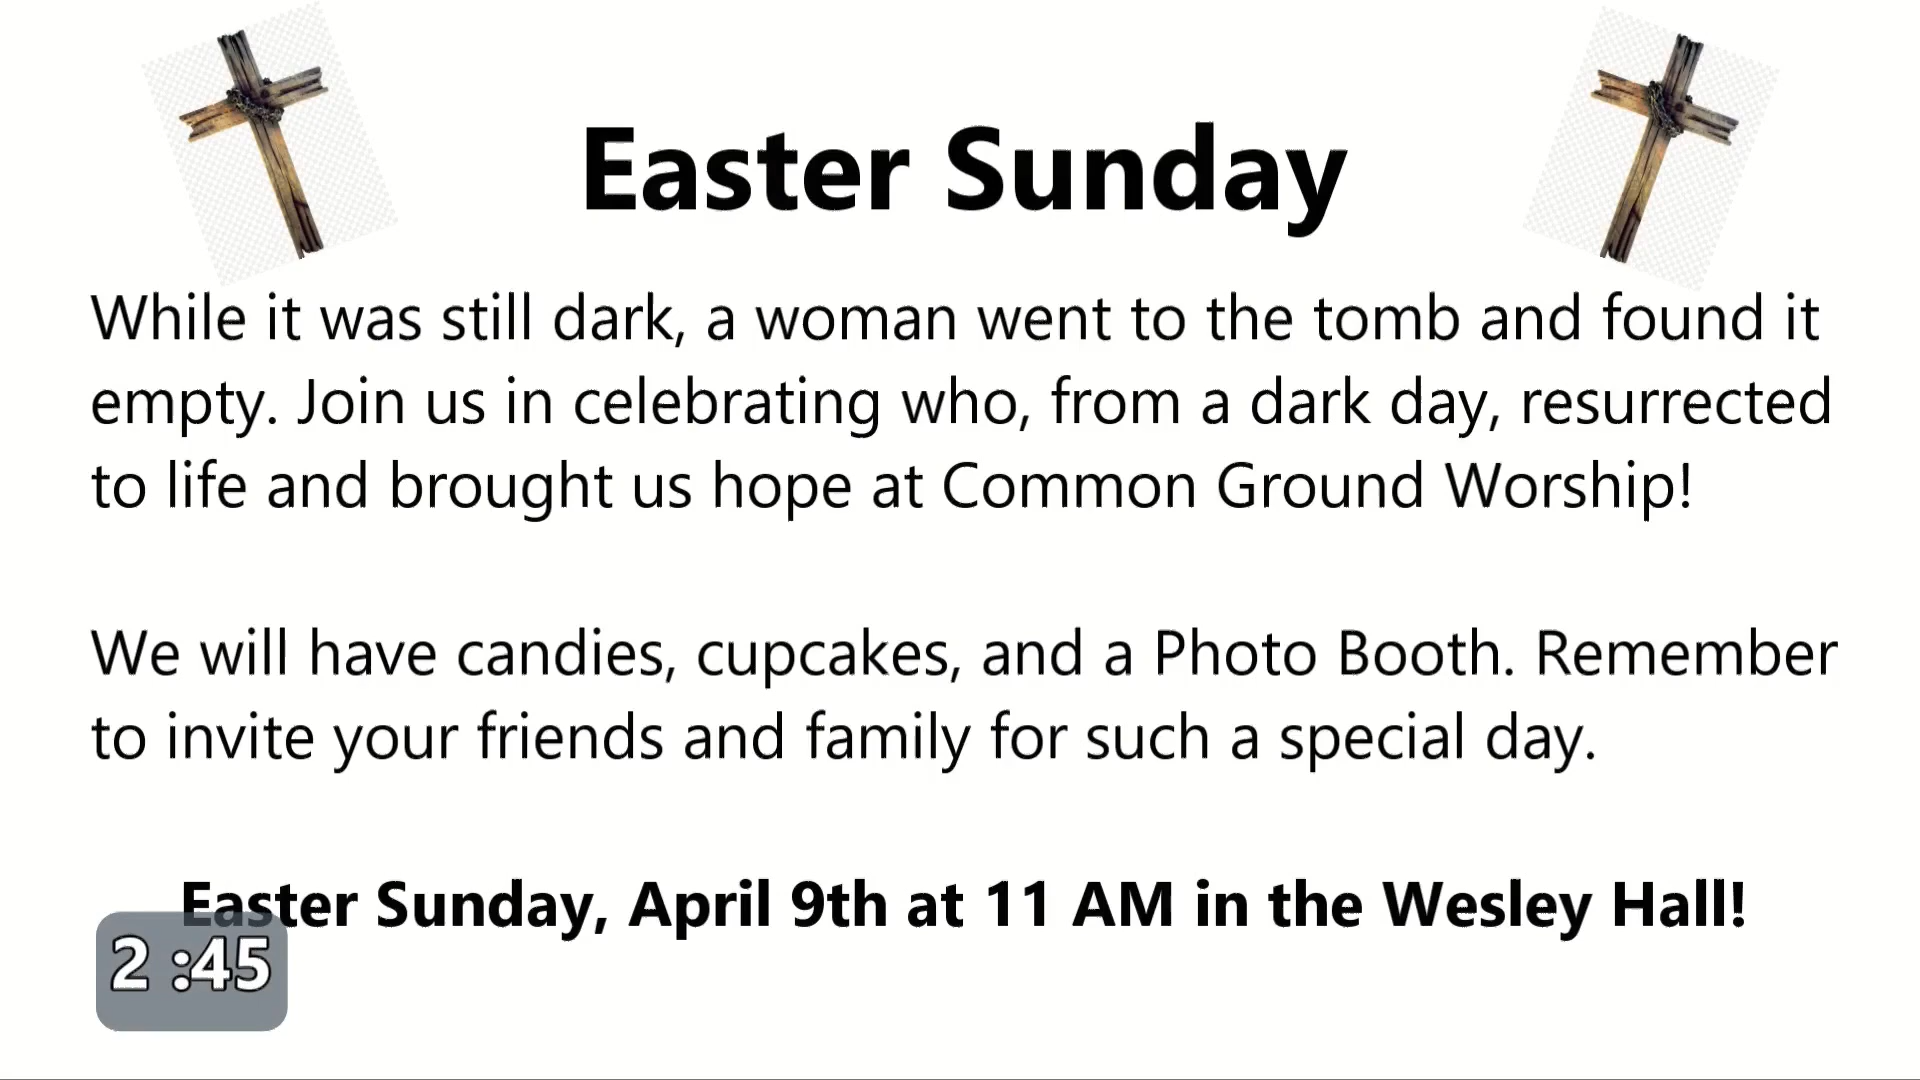 Easter Sunday
While it was still dark, a woman went to the tomb and found it
empty. Join us in celebrating who, from a dark day, resurrected
to life and brought us hope at Common Ground Worship!
We will have candies, cupcakes, and a Photo Booth. Remember
to invite your friends and family for such a special day.
Easter Sunday, April 9th at 11 AM in the Wesley Hall!
2 :45